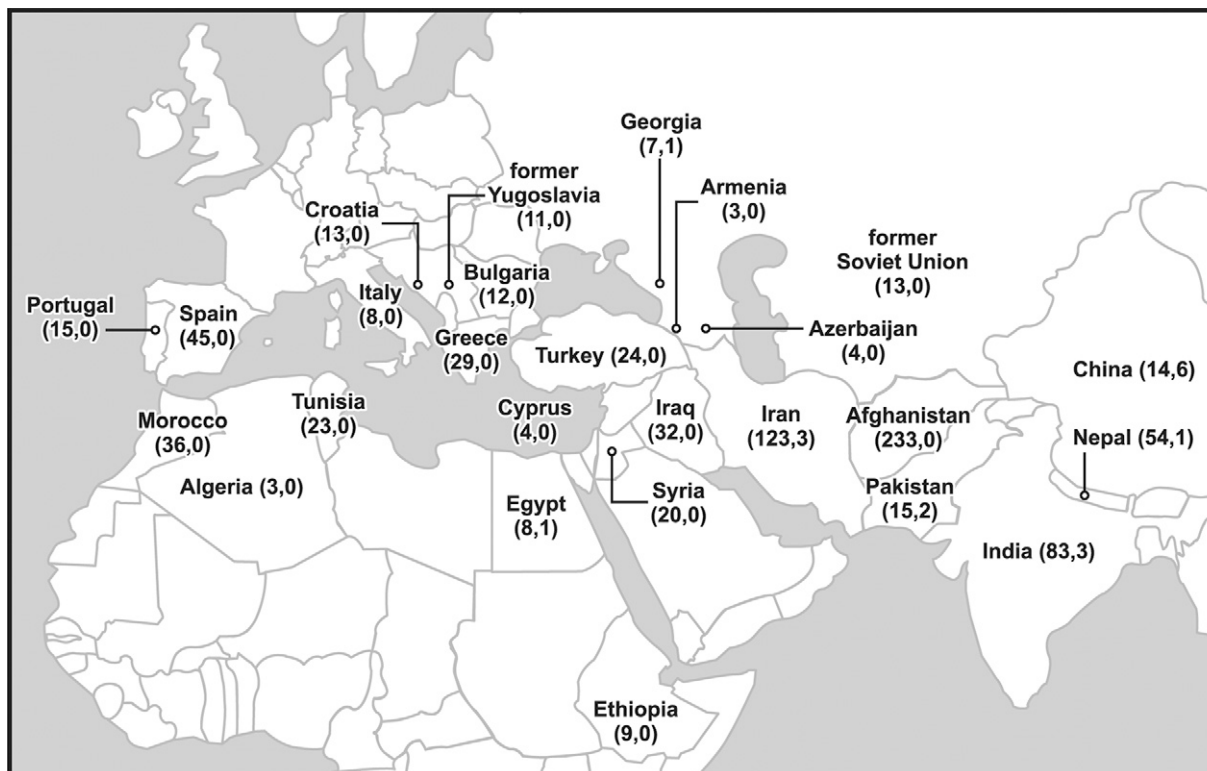 Georgia
(7,1)
Armenia
(3,0)
former
Yugoslavia
(11,0)
Croatia
(13,0)
former
Soviet Union
(13,0)
Bulgaria
(12,0)
Portugal
(15,0)
Spain
(45,0)
Italy
(8,0)
Greece
(29,0)
Turkey (24,0)
Azerbaijan
(4,0)
China (14,6)
Morocco
(36,0)
Tunisia
(23,0)
Cyprus
(4,0)
Iraq
(32,0)
Iran
(123,3)
Afghanistan
(233,0)
Nepal (54,1)
Algeria (3,0)
Egypt
(8,1)
Syria
(20,0)
Pakistan
(15,2)
India (83,3)
Ethiopia
(9,0)